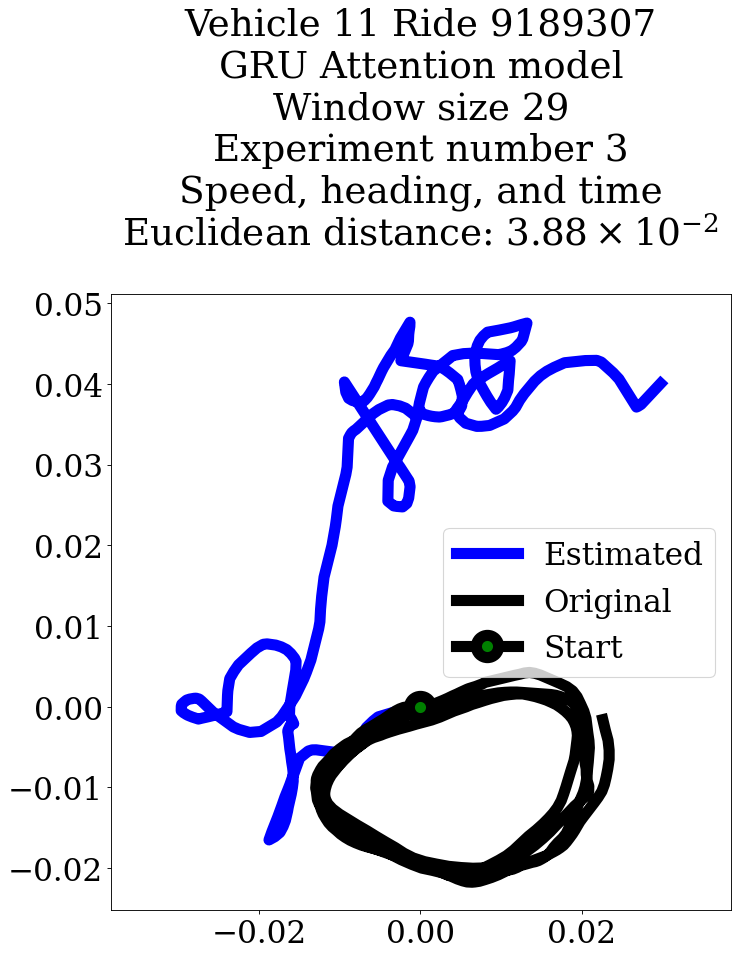 Vehicle 11 Ride 9189307
GRU Attention model
Window size 29
Experiment number 3
Speed, heading, and time
Euclidean distance: 3.88 × 10⁻²
0.05
0.04
0.03
0.02
0.01
0.00
−0.01
−0.02
Estimated
Original
Start
−0.02 0.00 0.02